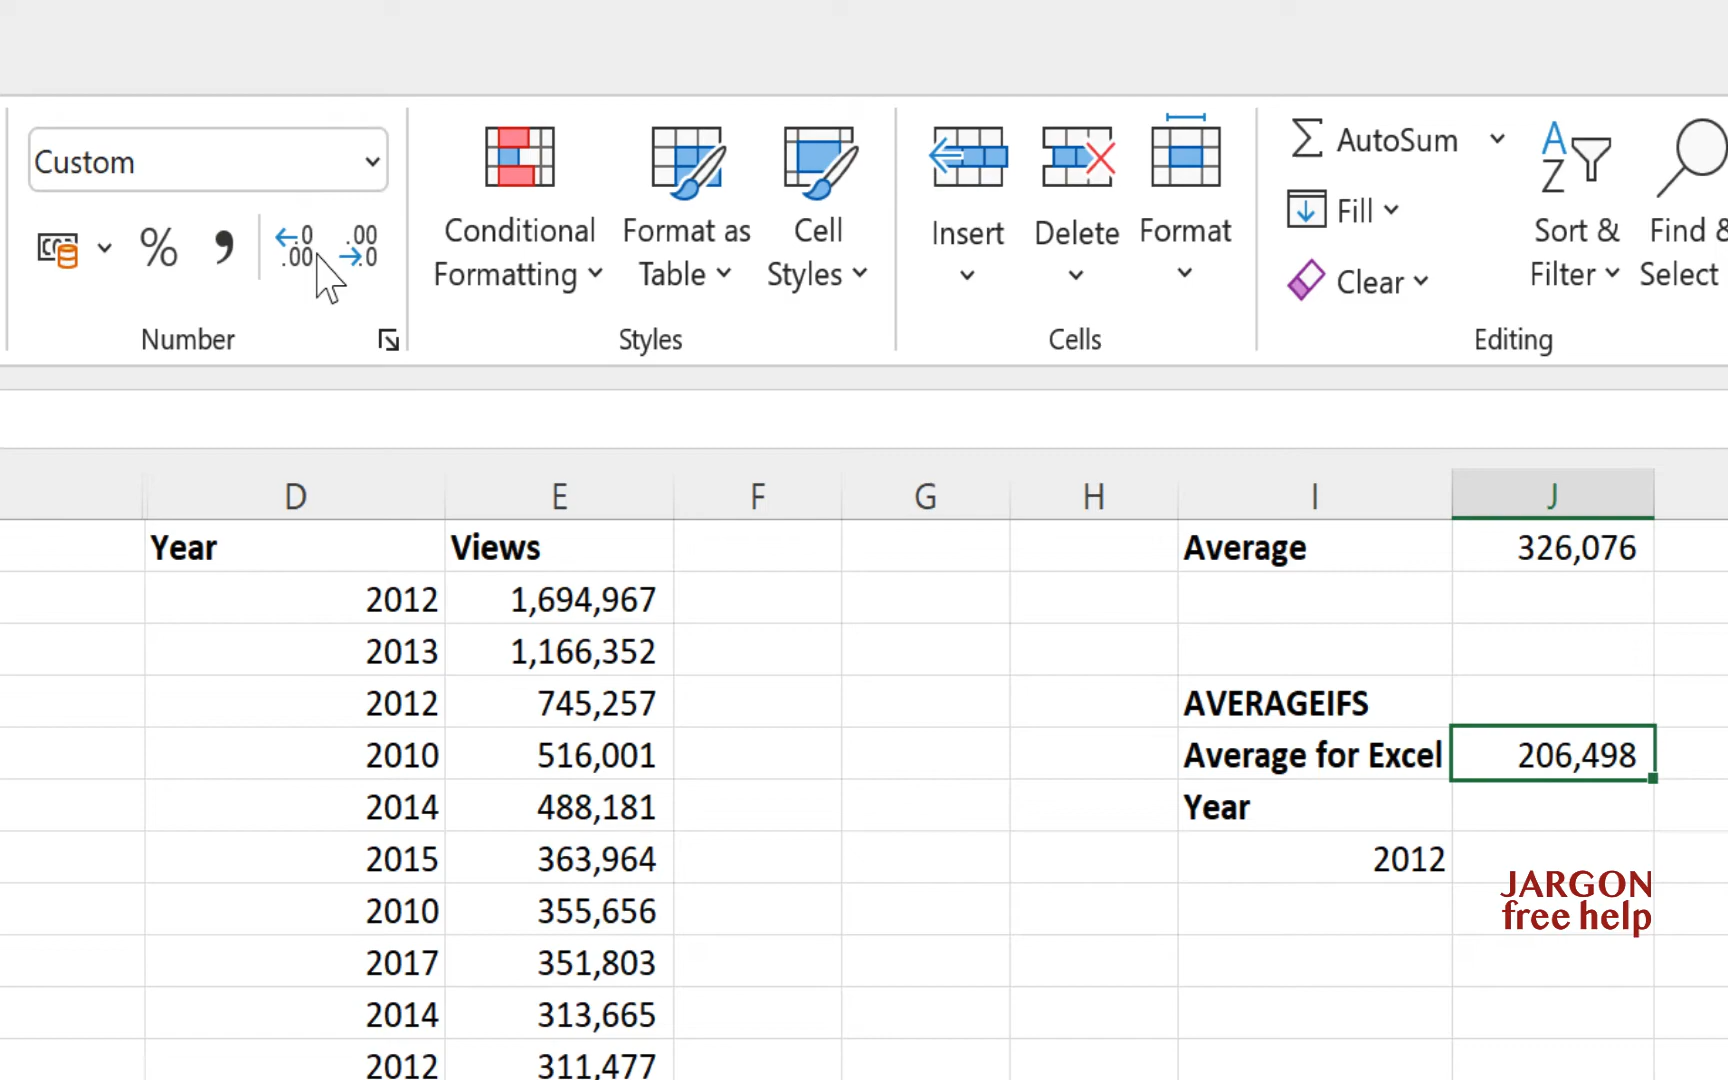 Custom
%
←0 .00
.00 →.0
Number
Conditional Formatting
Format as Table
Cell Styles
Styles
Insert
Delete
Format
Cells
AutoSum
Fill
Clear
Sort & Filter
Find & Select
Editing
D E F G H I J
Year Views Average 326,076
2012 1,694,967
2013 1,166,352
2012 745,257 AVERAGEIFS
2010 516,001 Average for Excel 206,498
2014 488,181 Year
2015 363,964 2012
2010 355,656
2017 351,803
2014 313,665
2012 311,477
JARGON
free help